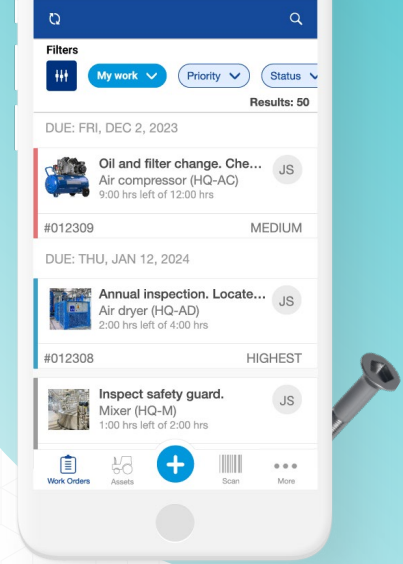 Filters
My work
Priority
Status
Results: 50
DUE: FRI, DEC 2, 2023
Oil and filter change. Che...
JS
Air compressor (HQ-AC)
9:00 hrs left of 12:00 hrs
#012309
MEDIUM
DUE: THU, JAN 12, 2024
Annual inspection. Locate...
JS
Air dryer (HQ-AD)
2:00 hrs left of 4:00 hrs
#012308
HIGHEST
Inspect safety guard.
JS
Mixer (HQ-M)
1:00 hrs left of 2:00 hrs
Work Orders
Assets
Scan
More